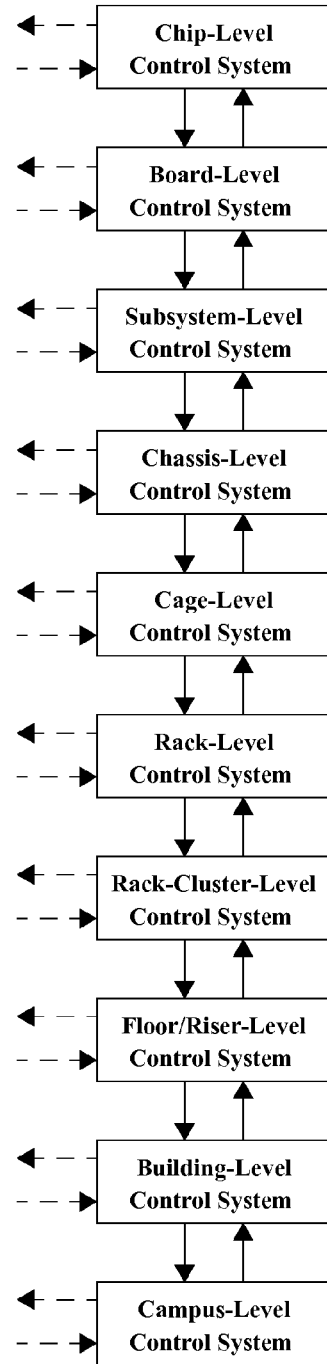 Chip-Level
Control System
Board-Level
Control System
Subsystem-Level
Control System
Chassis-Level
Control System
Cage-Level
Control System
Rack-Level
Control System
Rack-Cluster-Level
Control System
Floor/Riser-Level
Control System
Building-Level
Control System
Campus-Level
Control System